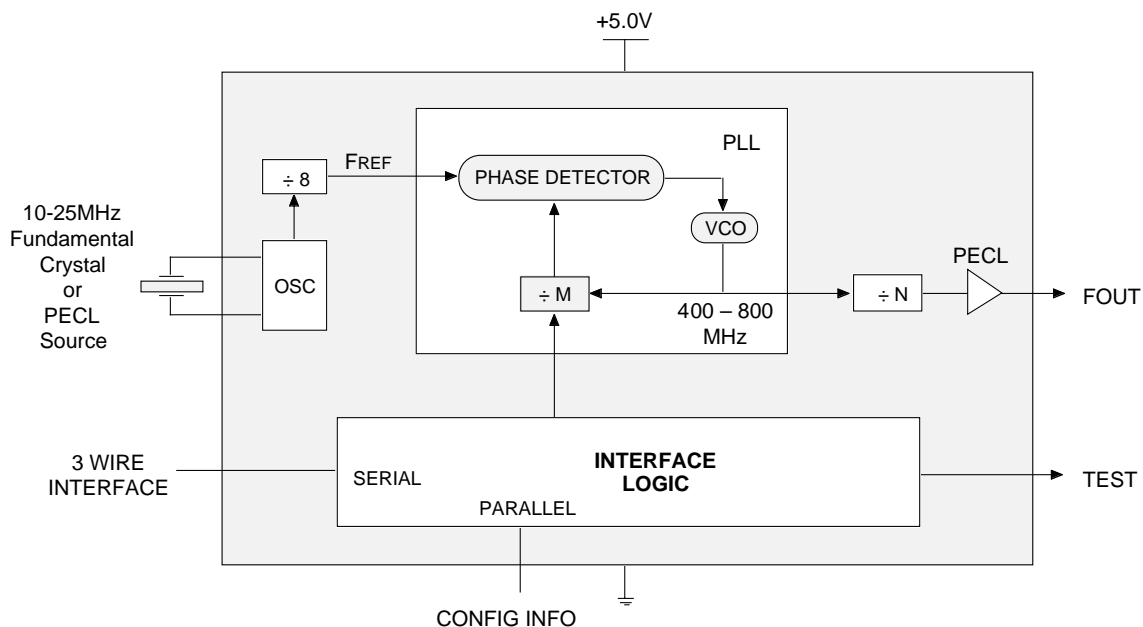 +5.0V
PLL
FREF
PHASE DETECTOR
÷ 8
10-25MHz
Fundamental
Crystal
or
PECL
Source
OSC
VCO
÷ M
400 – 800
MHz
÷ N
PECL
FOUT
3 WIRE
INTERFACE
SERIAL
INTERFACE
LOGIC
PARALLEL
TEST
CONFIG INFO